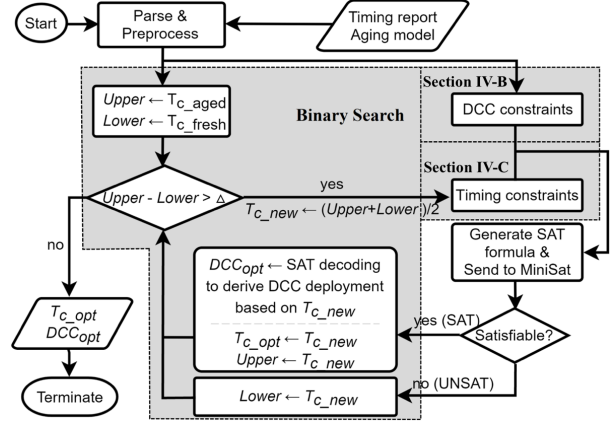 Start
Parse &
Preprocess
Timing report
Aging model
Upper ← Tc_aged
Lower ← Tc_fresh
Binary Search
Section IV-B
DCC constraints
Section IV-C
Timing constraints
Upper - Lower > Δ
yes
Tc_new ← (Upper+Lower )/2
no
Generate SAT
formula &
Send to MiniSat
DCCopt ← SAT decoding
to derive DCC deployment
based on Tc_new
Tc_opt ← Tc_new
Upper ← Tc_new
yes (SAT)
Satisfiable?
Tc_opt
DCCopt
no (UNSAT)
Lower ← Tc_new
Terminate